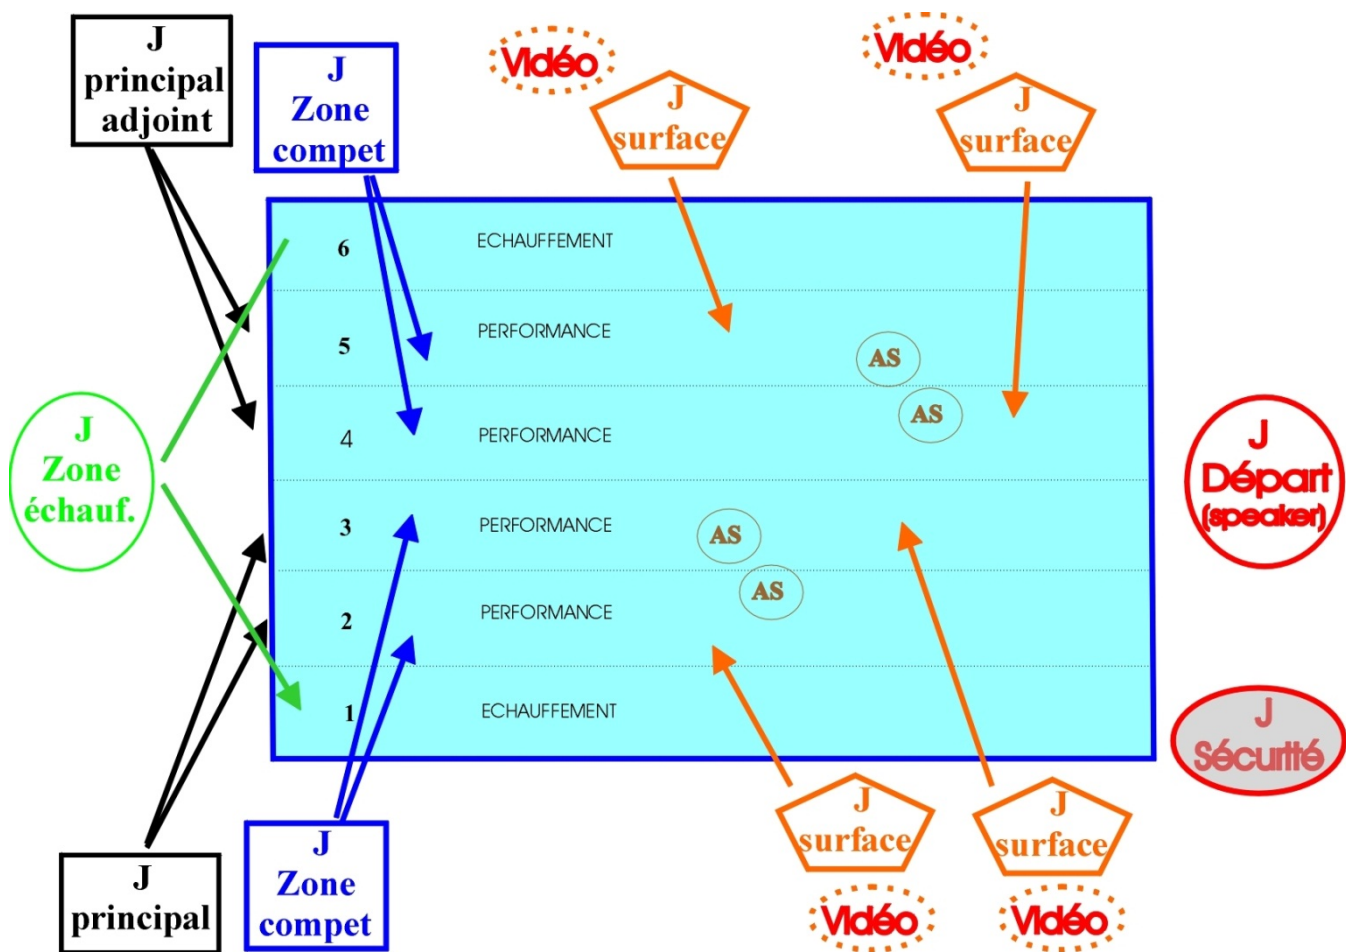 J
principal
adjoint
J
Zone
compet
Vidéo
J
surface
Vidéo
J
surface
6 ECHAUFFEMENT
5 PERFORMANCE
AS
4 PERFORMANCE
AS
3 PERFORMANCE
AS
2 PERFORMANCE
AS
1 ECHAUFFEMENT
J
Zone
échauf.
J
Départ
(speaker)
J
Sécurité
J
principal
J
Zone
compet
J
surface
Vidéo
J
surface
Vidéo